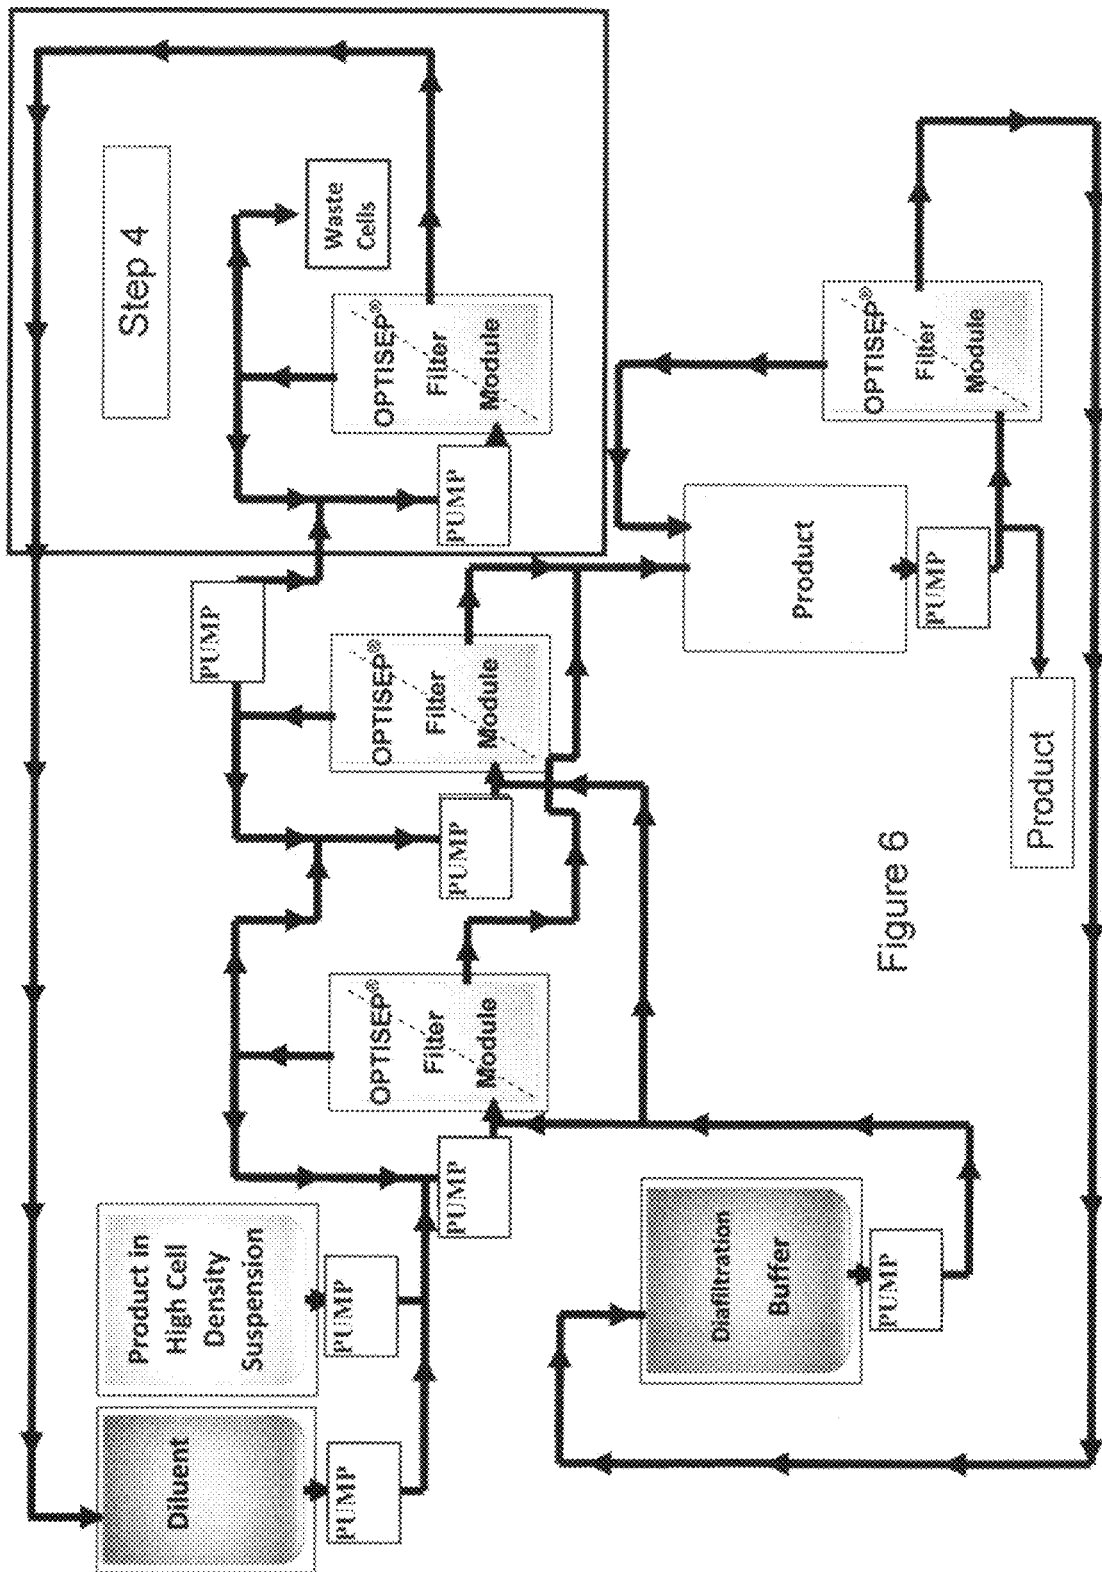 Diluent
PUMP
Product in
High Cell
Density
Suspension
PUMP
PUMP
OPTISEP®
Filter
Module
PUMP
OPTISEP®
Filter
Module
PUMP
Step 4
PUMP
OPTISEP®
Filter
Module
Waste
Cells
Diafiltration
Buffer
PUMP
Product
PUMP
OPTISEP®
Filter
Module
Product
Figure 6